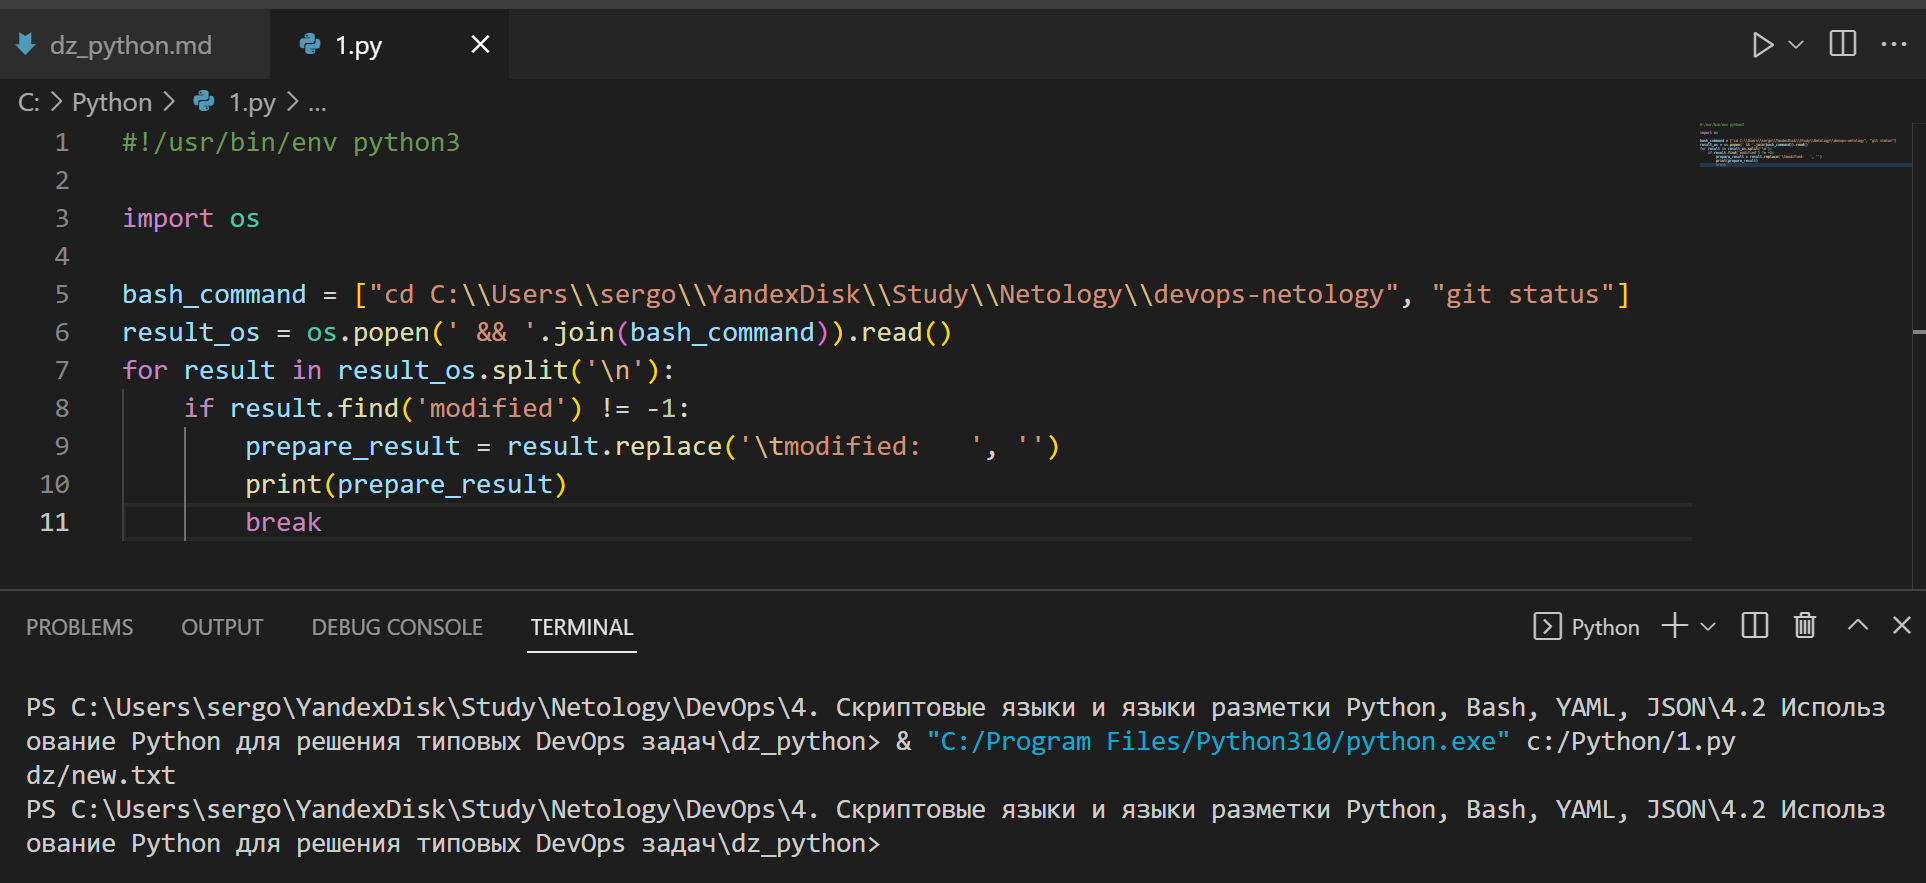 dz_python.md
1.py
C: > Python > 1.py > ...
1 #!/usr/bin/env python3
2
3 import os
4
5 bash_command = ["cd C:\\Users\\sergo\\YandexDisk\\Study\\Netology\\devops-netology", "git status"]
6 result_os = os.popen(' && '.join(bash_command)).read()
7 for result in result_os.split('\n'):
8     if result.find('modified') != -1:
9         prepare_result = result.replace('\tmodified:   ', '')
10         print(prepare_result)
11         break
PROBLEMS OUTPUT DEBUG CONSOLE TERMINAL Python
PS C:\Users\sergo\YandexDisk\Study\Netology\DevOps\4. Скриптовые языки и языки разметки Python, Bash, YAML, JSON\4.2 Использ
ование Python для решения типовых DevOps задач\dz_python> & "C:/Program Files/Python310/python.exe" c:/Python/1.py
dz/new.txt
PS C:\Users\sergo\YandexDisk\Study\Netology\DevOps\4. Скриптовые языки и языки разметки Python, Bash, YAML, JSON\4.2 Использ
ование Python для решения типовых DevOps задач\dz_python>